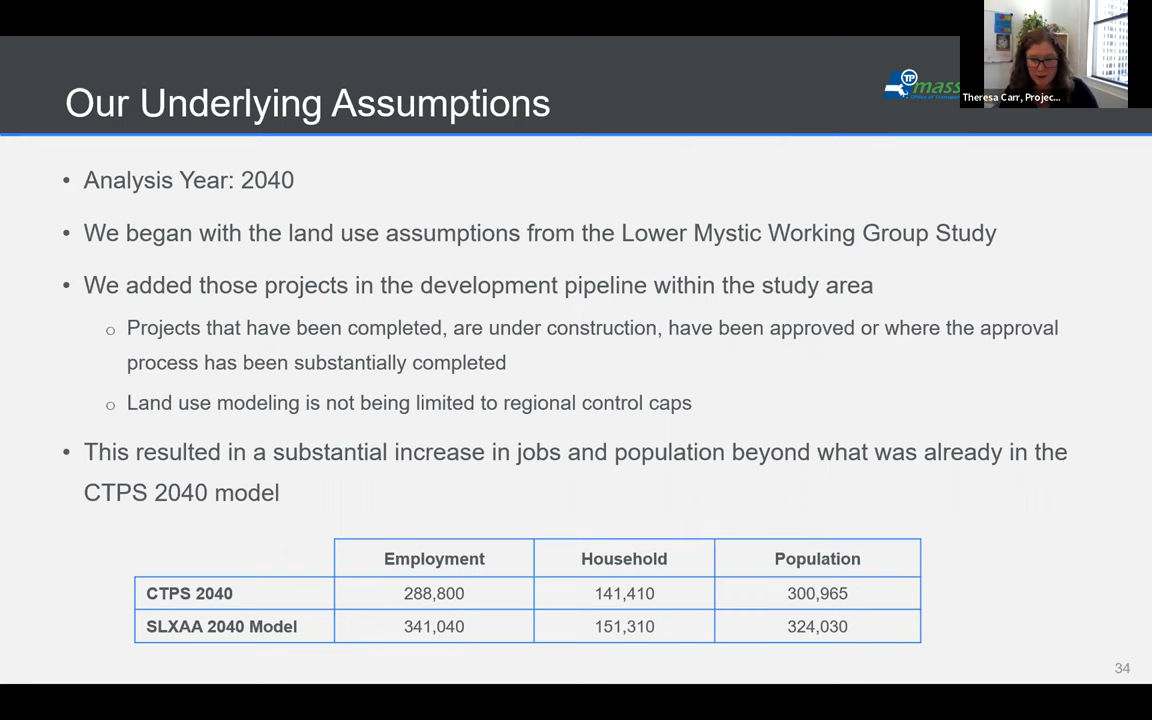 Our Underlying Assumptions
TP
mass
Theresa Carr, Projec...
• Analysis Year: 2040
• We began with the land use assumptions from the Lower Mystic Working Group Study
• We added those projects in the development pipeline within the study area
o Projects that have been completed, are under construction, have been approved or where the approval
process has been substantially completed
o Land use modeling is not being limited to regional control caps
• This resulted in a substantial increase in jobs and population beyond what was already in the
CTPS 2040 model
Employment Household Population
CTPS 2040 288,800 141,410 300,965
SLXAA 2040 Model 341,040 151,310 324,030
34